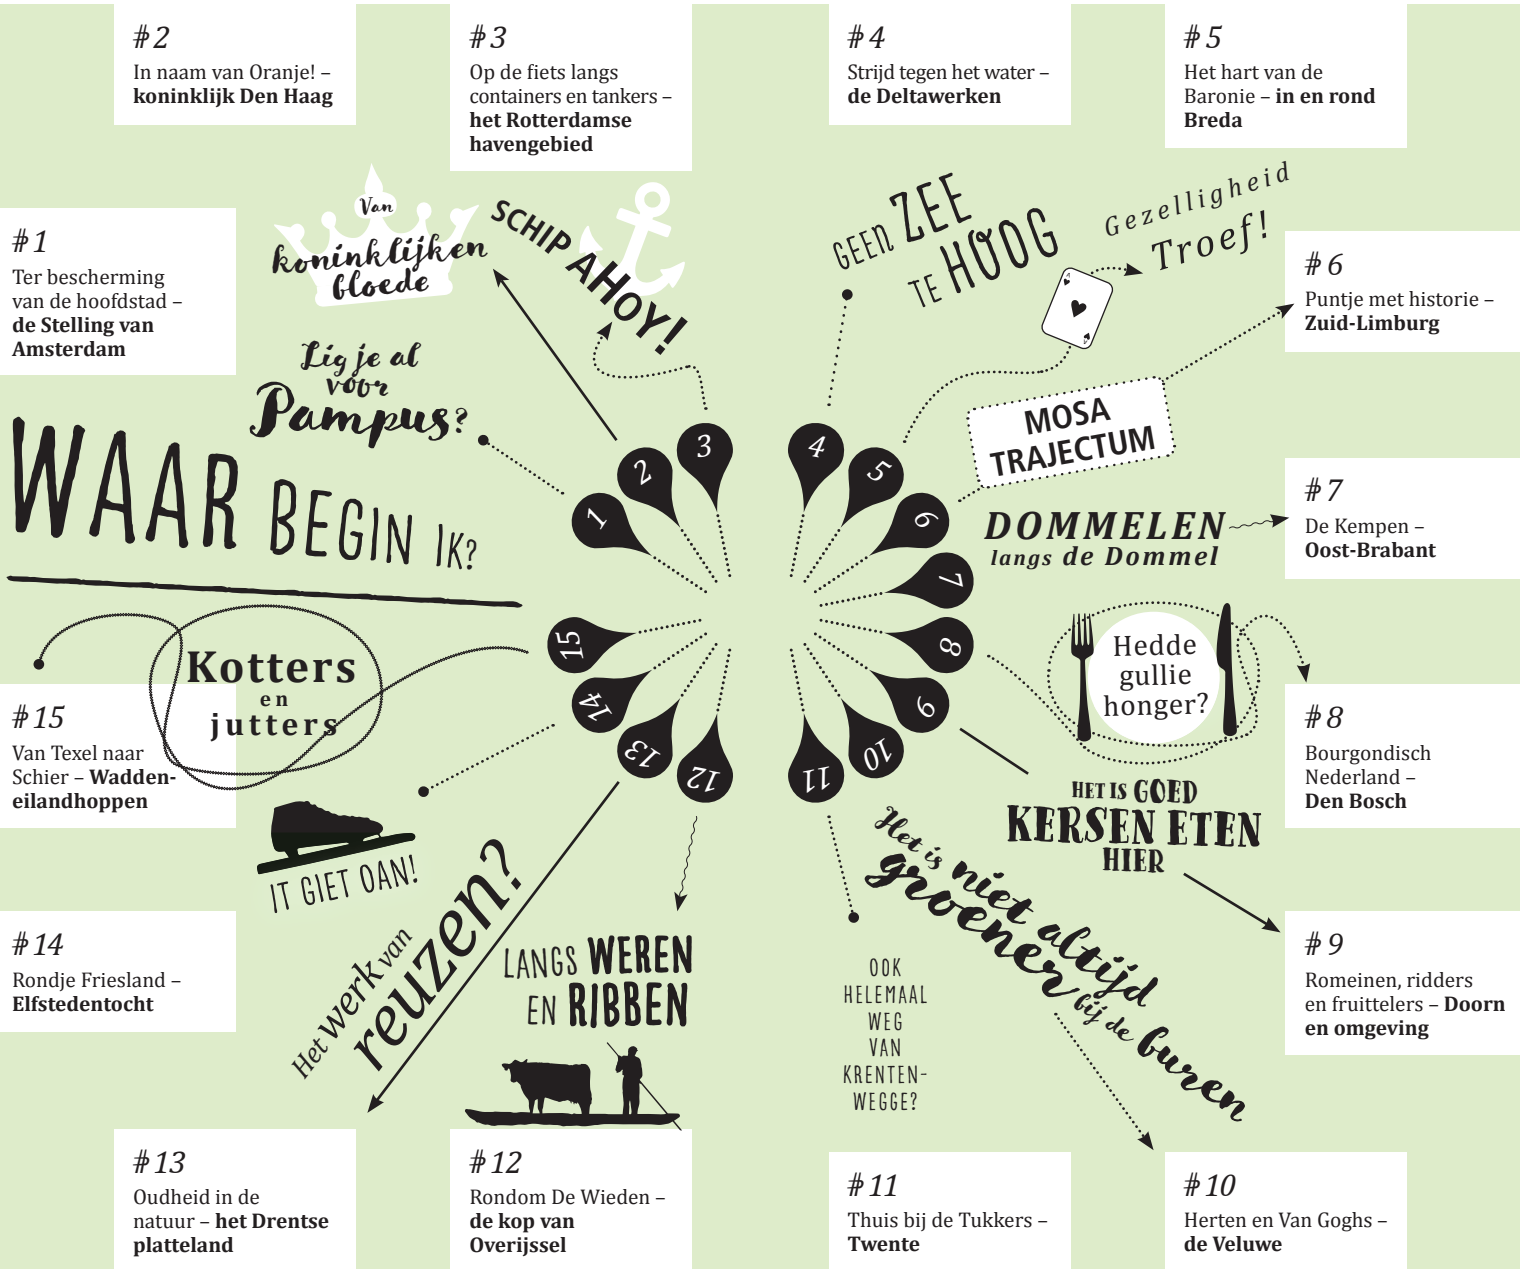 #2
In naam van Oranje! –
koninklijk Den Haag
#3
Op de fiets langs
containers en tankers –
het Rotterdamse
havengebied
#4
Strijd tegen het water –
de Deltawerken
#5
Het hart van de
Baronie – in en rond
Breda
#1
Ter bescherming
van de hoofdstad –
de Stelling van
Amsterdam
Van
koninklijken
bloede
SCHIP AHOY!
GEEN ZEE
TE HOOG
Gezelligheid
Troef!
A
A
#6
Puntje met historie –
Zuid-Limburg
Lig je al
voor
Pampus?
MOSA
TRAJECTUM
WAAR BEGIN IK?
DOMMELEN
langs de Dommel
#7
De Kempen –
Oost-Brabant
1
2
3
4
5
6
7
8
9
10
11
12
13
14
15
Kotters
en
jutters
Hedde
gullie
honger?
#15
Van Texel naar
Schier – Wadden-
eilandhoppen
#8
Bourgondisch
Nederland –
Den Bosch
IT GIET OAN!
HET IS GOED
KERSEN ETEN
HIER
#14
Rondje Friesland –
Elfstedentocht
Het werk van
reuzen?
LANGS WEREN
EN RIBBEN
OOK
HELEMAAL
WEG
VAN
KRENTEN-
WEGGE?
Het is niet altijd
groener bij de buren
#9
Romeinen, ridders
en fruittelers – Doorn
en omgeving
#13
Oudheid in de
natuur – het Drentse
platteland
#12
Rondom De Wieden –
de kop van
Overijssel
#11
Thuis bij de Tukkers –
Twente
#10
Herten en Van Goghs –
de Veluwe